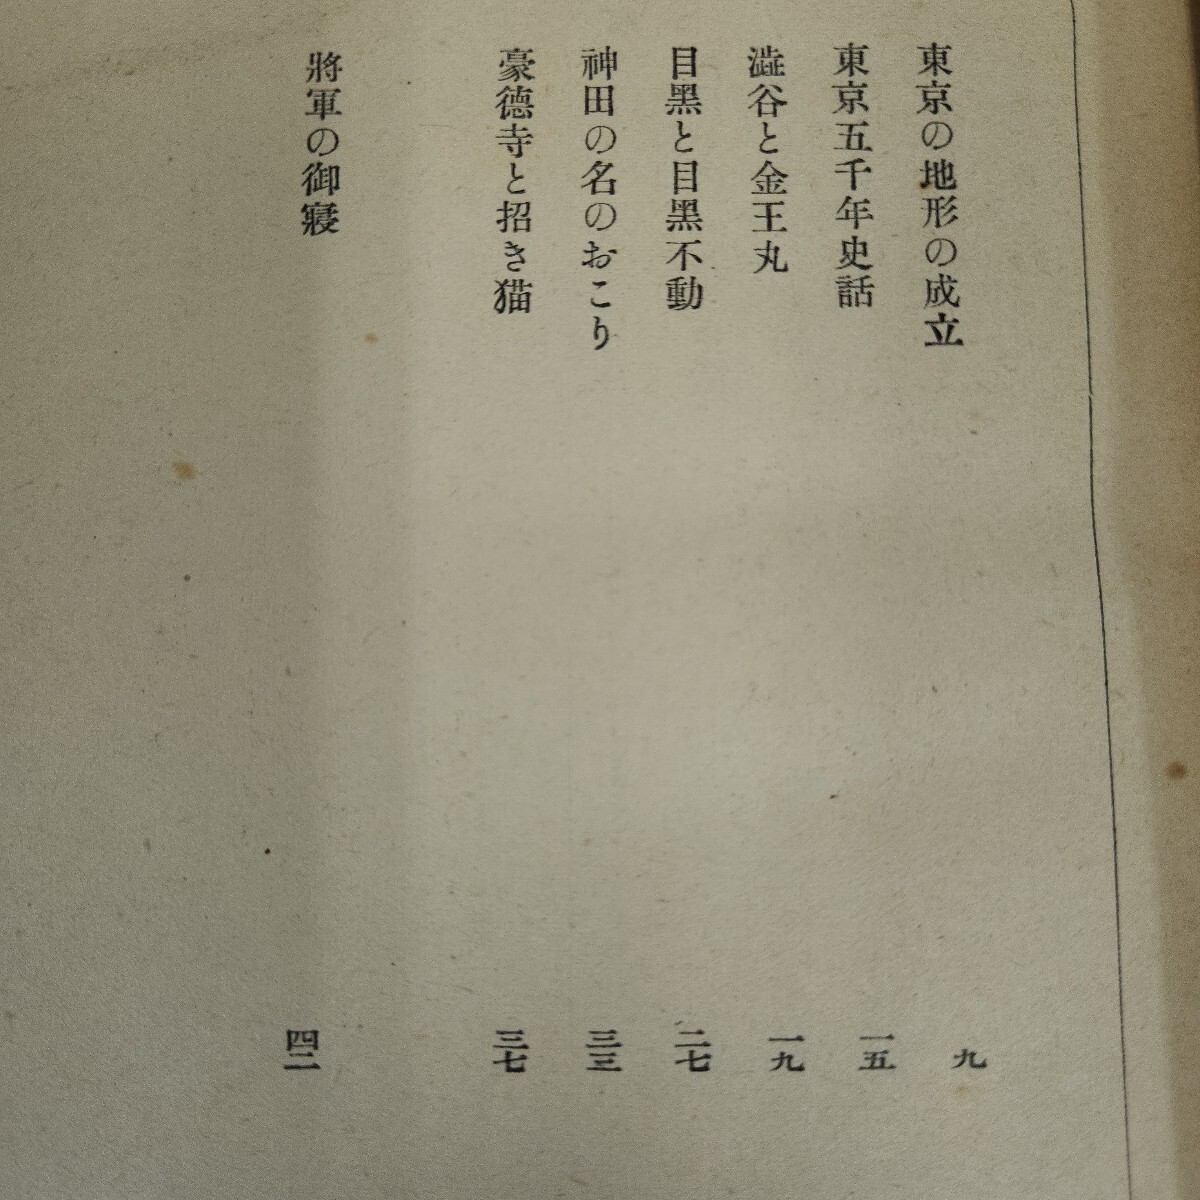 東京の地形の成立 九
東京五千年史話 一五
澁谷と金王丸 一九
目黑と目黑不動 二七
神田の名のおこり 三三
豪德寺と招き猫 三七
將軍の御寢 四二